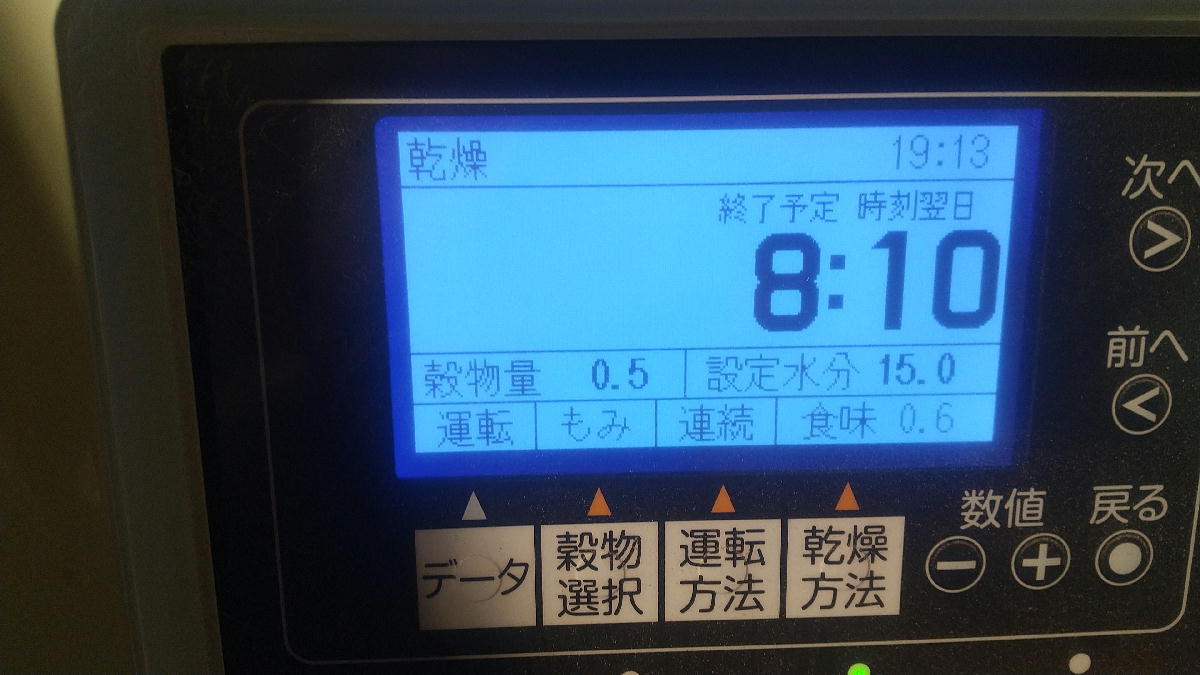 乾燥 19:13
終了予定 時刻翌日
8:10
穀物量 0.5 設定水分 15.0
運転 もみ 連続 食味 0.6
次へ
前へ
数値 戻る
データ
穀物
選択
運転
方法
乾燥
方法